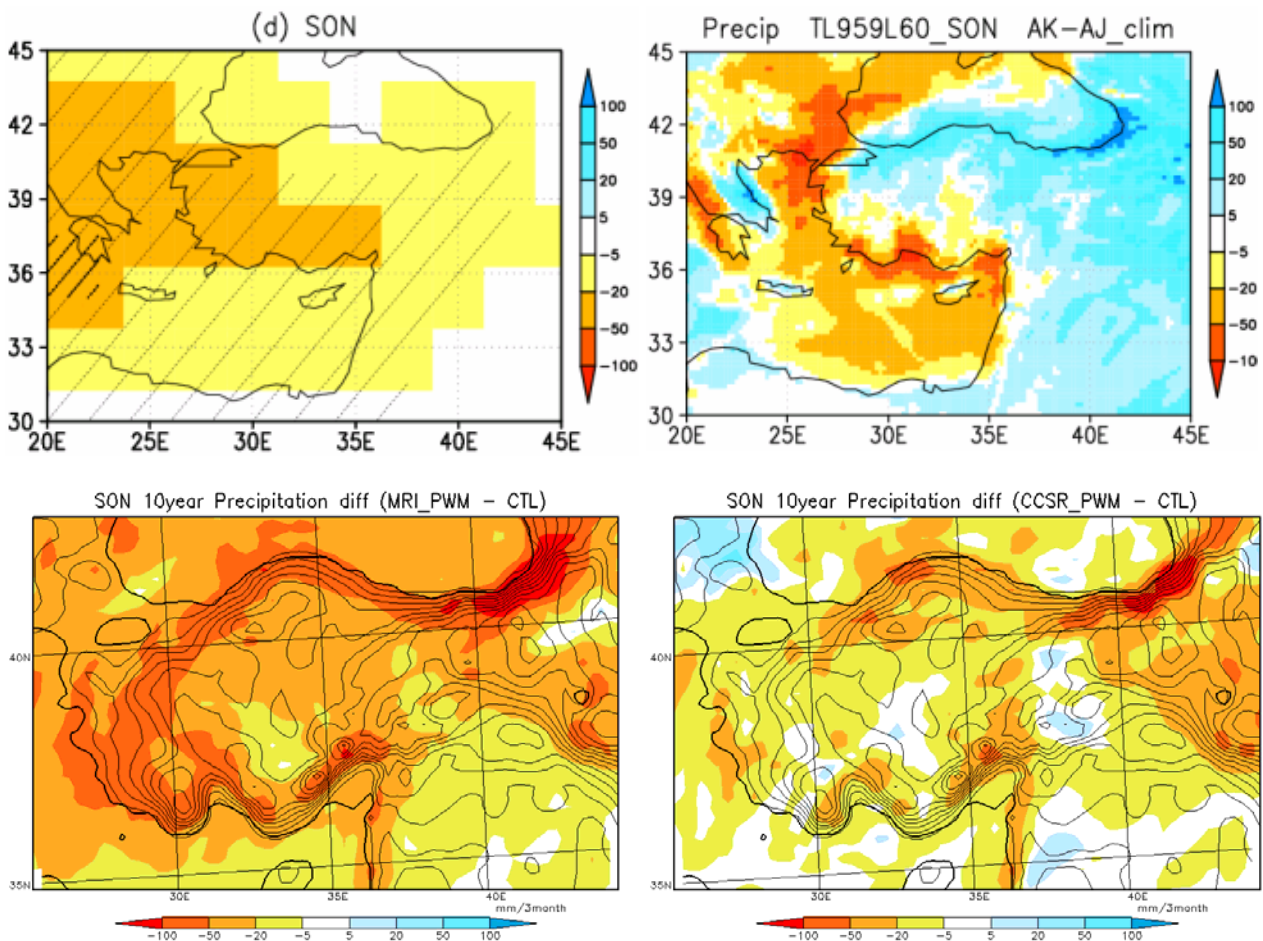 (d) SON
Precip TL959L60_SON AK-AJ_clim
45
42
39
36
33
30
20E 25E 30E 35E 40E 45E
100
50
20
5
-5
-20
-50
-100
45
42
39
36
33
30
20E 25E 30E 35E 40E 45E
100
50
20
5
-5
-20
-50
-10
SON 10year Precipitation diff (MRI_PWM - CTL)
40N
35N
30E 35E 40E
mm/3month
-100 -50 -20 -5 5 20 50 100
SON 10year Precipitation diff (CCSR_PWM - CTL)
40N
35N
30E 35E 40E
mm/3month
-100 -50 -20 -5 5 20 50 100